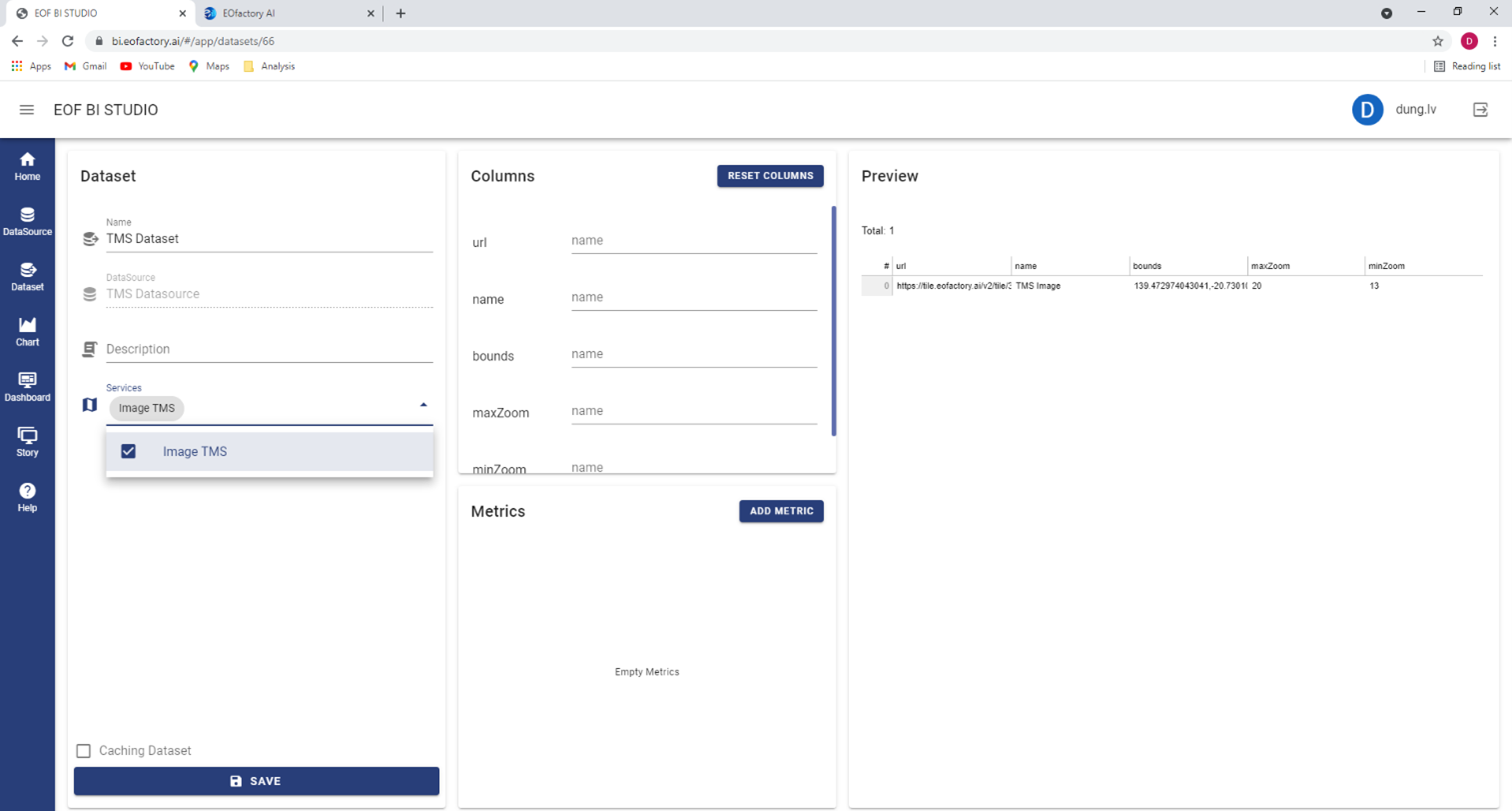 EOF BI STUDIO
EOfactory AI
bi.eofactory.ai/#/app/datasets/66
D
Apps
Gmail
YouTube
Maps
Analysis
Reading list
EOF BI STUDIO
D
dung.lv
Home
DataSource
Dataset
Chart
Dashboard
Story
Help
Dataset
Name
TMS Dataset
DataSource
TMS Datasource
Description
Services
Image TMS
Image TMS
Caching Dataset
SAVE
Columns
RESET COLUMNS
url name
name name
bounds name
maxZoom name
minZoom name
Metrics
ADD METRIC
Empty Metrics
Preview
Total: 1
# url name bounds maxZoom minZoom
0 https://tile.eofactory.ai/v2/tile/3 TMS Image 139.472974043041,-20.7301( 20 13